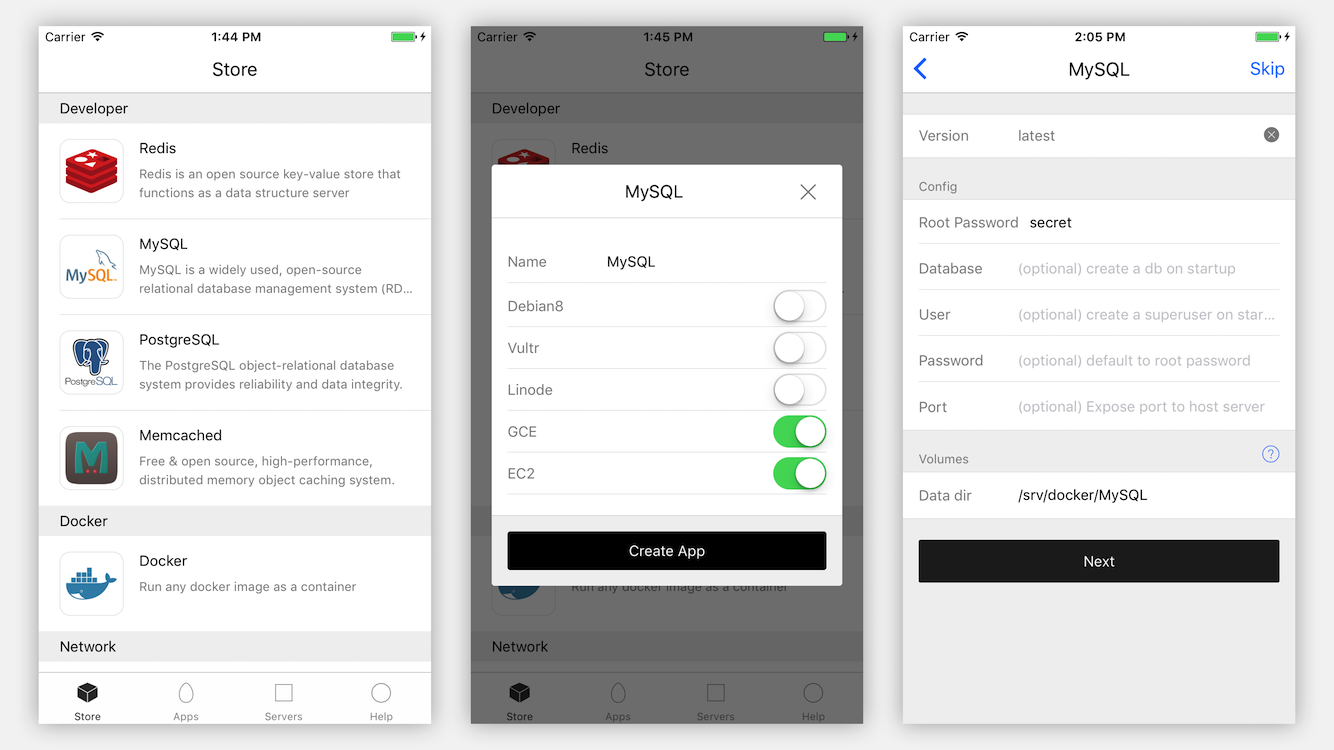 Carrier 1:44 PM
Store
Developer
Redis
Redis is an open source key-value store that
functions as a data structure server
MySQL
MySQL
MySQL is a widely used, open-source
relational database management system (RD...
PostgreSQL
PostgreSQL
The PostgreSQL object-relational database
system provides reliability and data integrity.
Memcached
M
Free & open source, high-performance,
distributed memory object caching system.
Docker
Docker
Run any docker image as a container
Network
Store Apps Servers Help
Carrier 1:45 PM
Store
Developer
Redis
MySQL
Name MySQL
Debian8
Vultr
Linode
GCE
EC2
Create App
Run any docker image as a container
Network
Store Apps Servers Help
Carrier 2:05 PM
MySQL Skip
Version latest
Config
Root Password secret
Database (optional) create a db on startup
User (optional) create a superuser on star...
Password (optional) default to root password
Port (optional) Expose port to host server
Volumes ?
Data dir /srv/docker/MySQL
Next